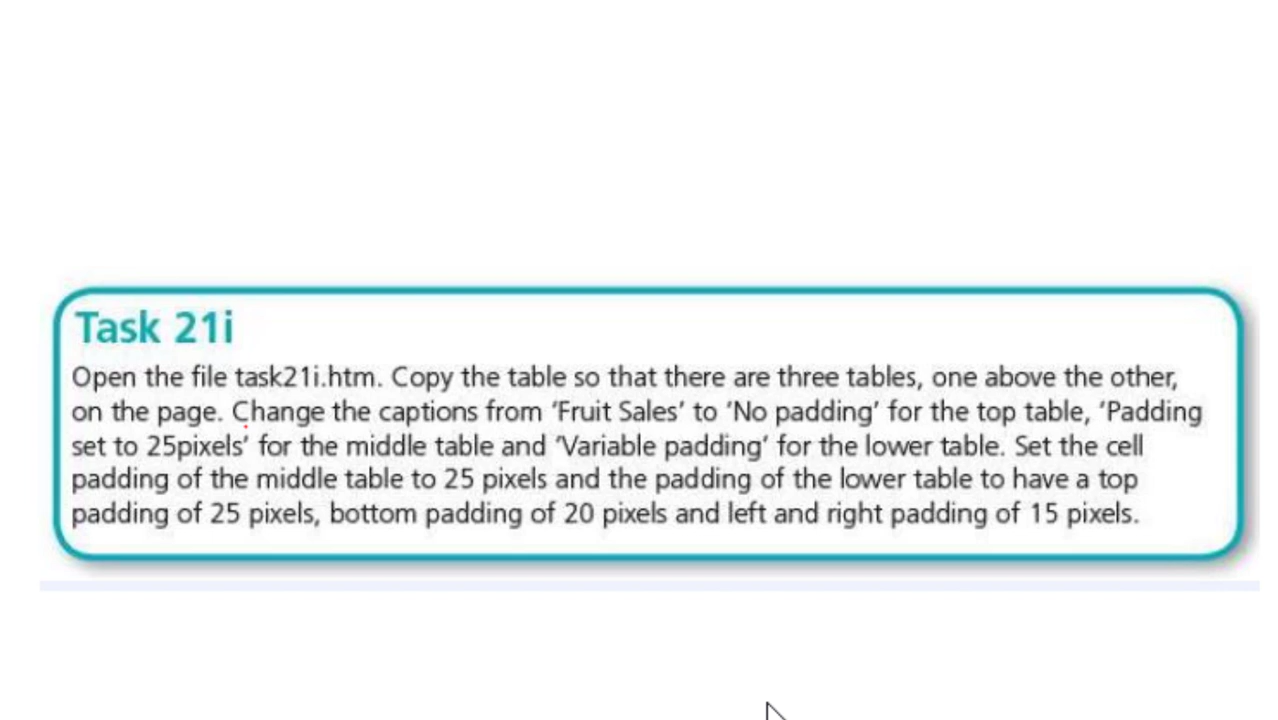 Task 21i
Open the file task21i.htm. Copy the table so that there are three tables, one above the other,
on the page. Change the captions from ‘Fruit Sales’ to ‘No padding’ for the top table, ‘Padding
set to 25pixels’ for the middle table and ‘Variable padding’ for the lower table. Set the cell
padding of the middle table to 25 pixels and the padding of the lower table to have a top
padding of 25 pixels, bottom padding of 20 pixels and left and right padding of 15 pixels.